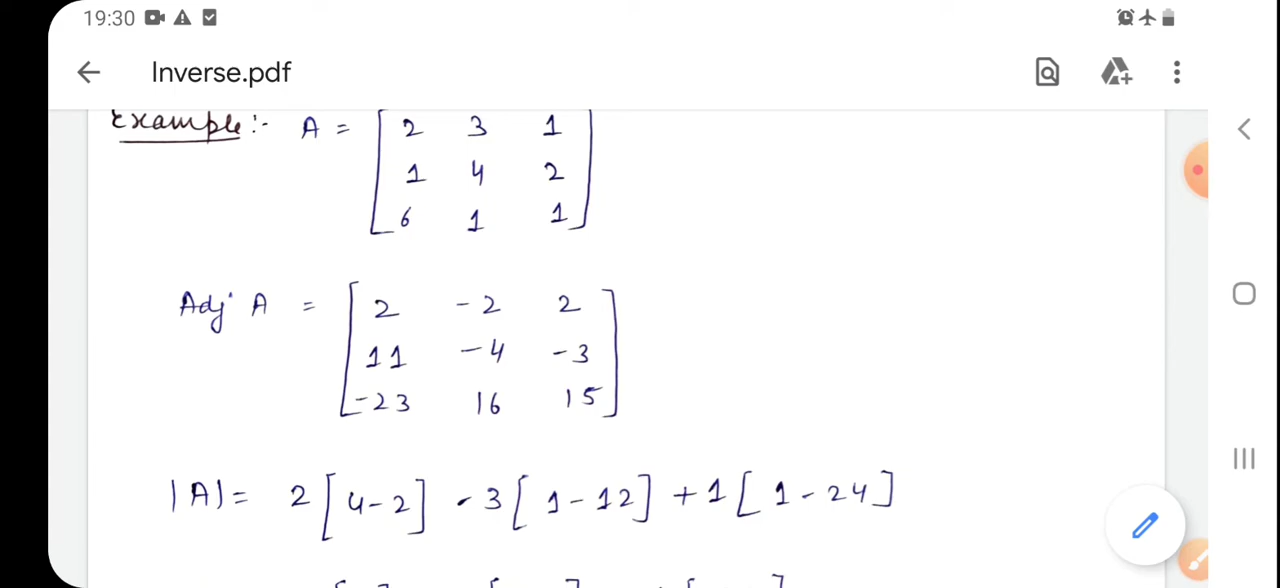 19:30
Inverse.pdf
Example:- A = [ 2 3 1
1 4 2
6 1 1 ]
Adj A = [ 2 -2 2
11 -4 -3
-23 16 15 ]
|A| = 2[4-2] - 3[1-12] + 1[1-24]